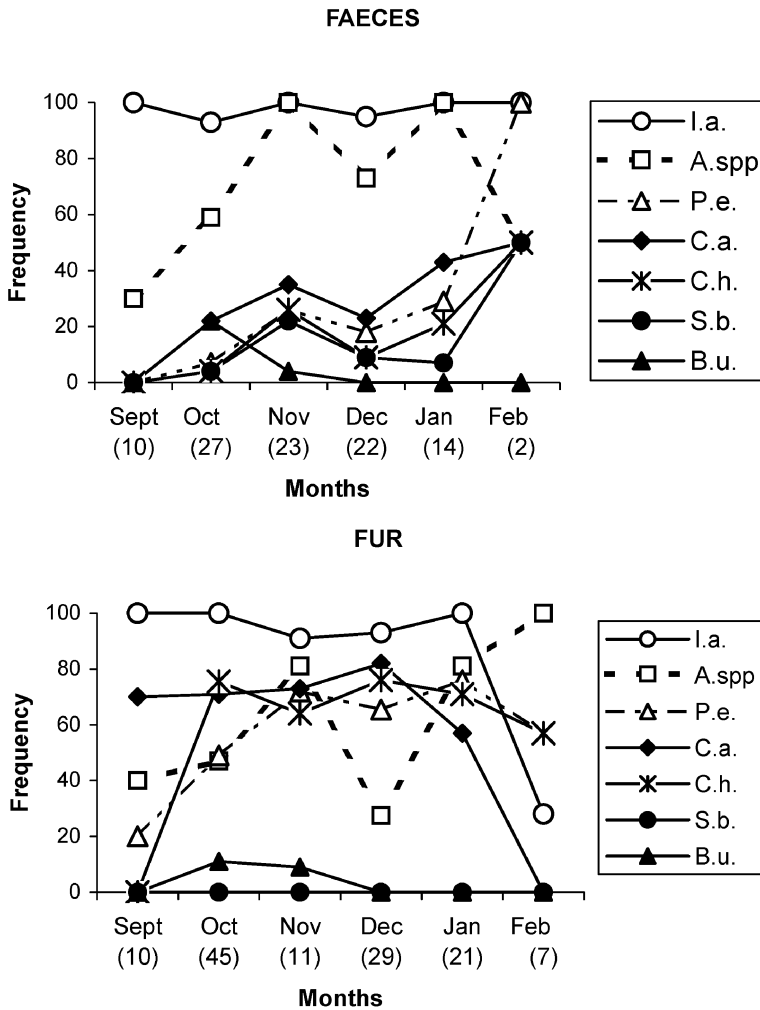 FAECES
100
80
60
40
20
0
Frequency
Sept Oct Nov Dec Jan Feb
(10) (27) (23) (22) (14) (2)
Months
I.a.
A.spp
P.e.
C.a.
C.h.
S.b.
B.u.
FUR
100
80
60
40
20
0
Frequency
Sept Oct Nov Dec Jan Feb
(10) (45) (11) (29) (21) (7)
Months
I.a.
A.spp
P.e.
C.a.
C.h.
S.b.
B.u.